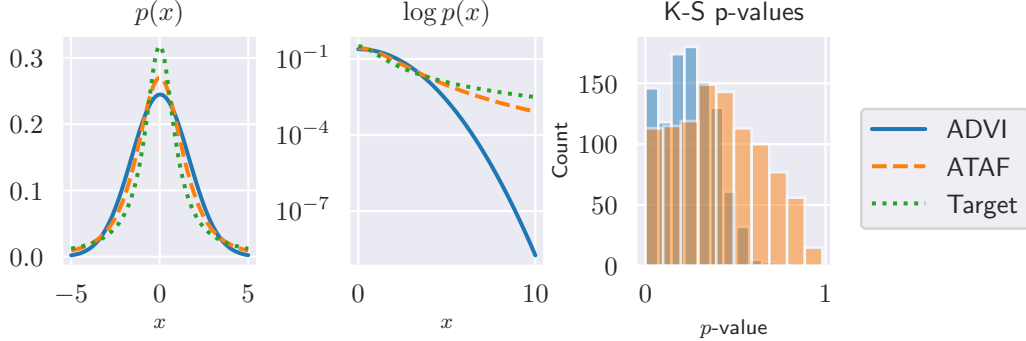 p(x)
0.3
0.2
0.1
0.0
−5
0
5
x
log p(x)
10⁻¹
10⁻⁴
10⁻⁷
0
10
x
K-S p-values
Count
150
100
50
0
0
1
p-value
ADVI
ATAF
Target